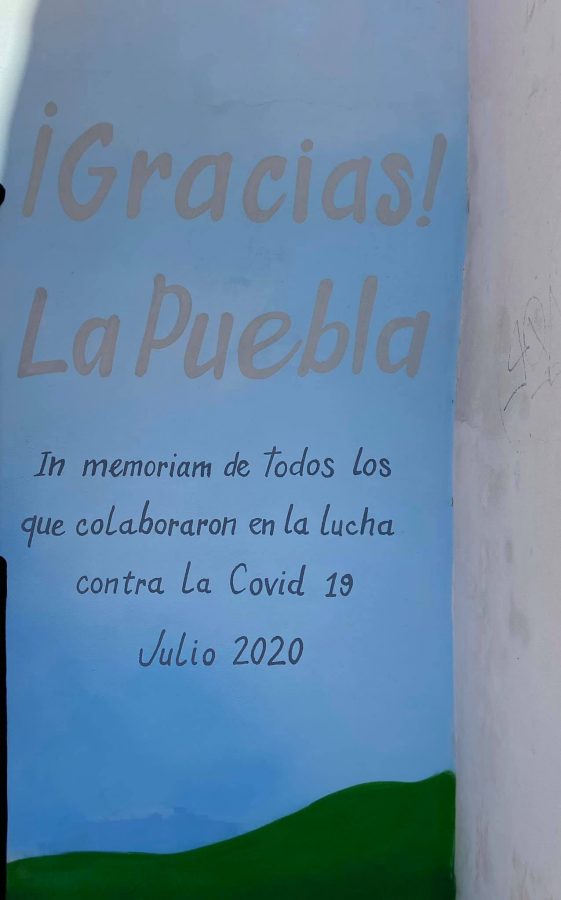 ¡Gracias!
La Puebla
In memoriam de Todos los
que colaboraron en la lucha
contra La Covid 19
Julio 2020